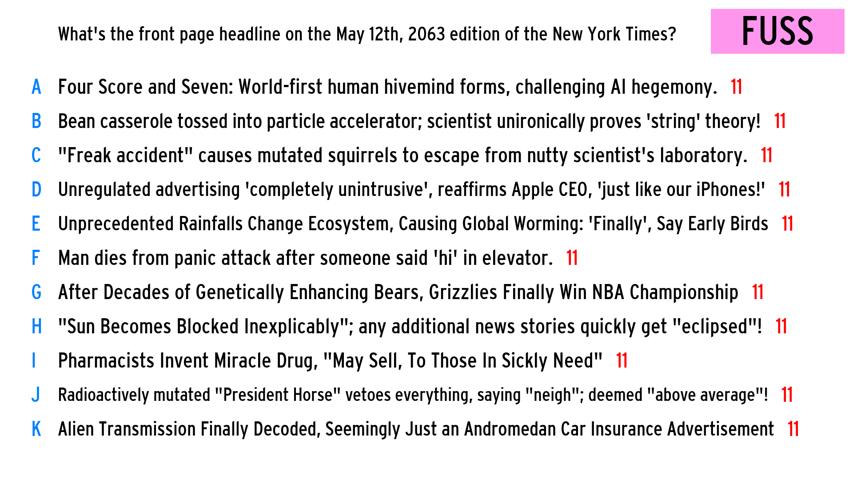 What's the front page headline on the May 12th, 2063 edition of the New York Times?
FUSS
A Four Score and Seven: World-first human hivemind forms, challenging AI hegemony. 11
B Bean casserole tossed into particle accelerator; scientist unironically proves 'string' theory! 11
C "Freak accident" causes mutated squirrels to escape from nutty scientist's laboratory. 11
D Unregulated advertising 'completely unintrusive', reaffirms Apple CEO, 'just like our iPhones!' 11
E Unprecedented Rainfalls Change Ecosystem, Causing Global Worming: 'Finally', Say Early Birds 11
F Man dies from panic attack after someone said 'hi' in elevator. 11
G After Decades of Genetically Enhancing Bears, Grizzlies Finally Win NBA Championship 11
H "Sun Becomes Blocked Inexplicably"; any additional news stories quickly get "eclipsed"! 11
I Pharmacists Invent Miracle Drug, "May Sell, To Those In Sickly Need" 11
J Radioactively mutated "President Horse" vetoes everything, saying "neigh"; deemed "above average"! 11
K Alien Transmission Finally Decoded, Seemingly Just an Andromedan Car Insurance Advertisement 11